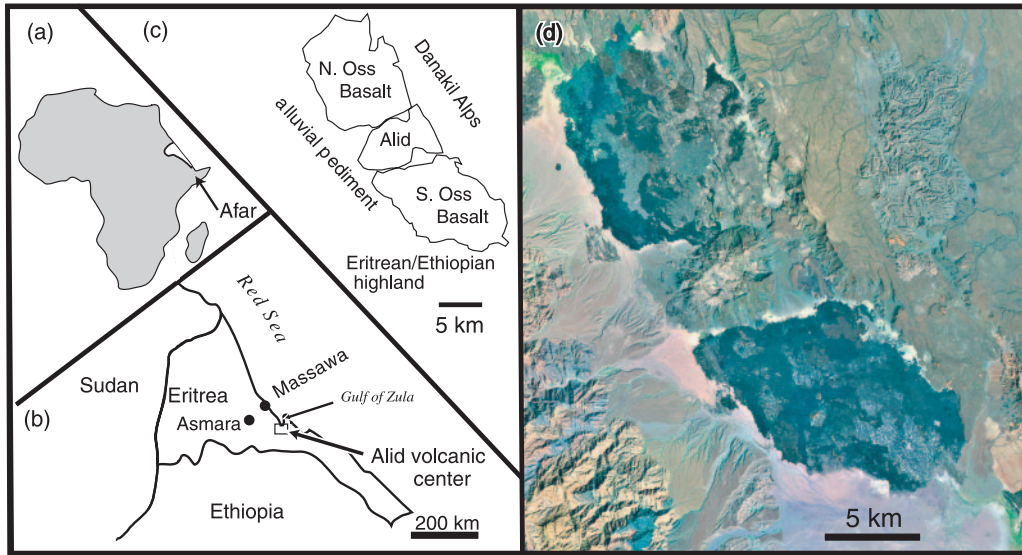 (a)
Afar
(c)
N. Oss
Basalt
Danakil Alps
alluvial pediment
Alid
S. Oss
Basalt
Eritrean/Ethiopian
highland
5 km
(b)
Red Sea
Sudan
Eritrea
Massawa
Gulf of Zula
Asmara
Alid volcanic
center
Ethiopia
200 km
(d)
5 km